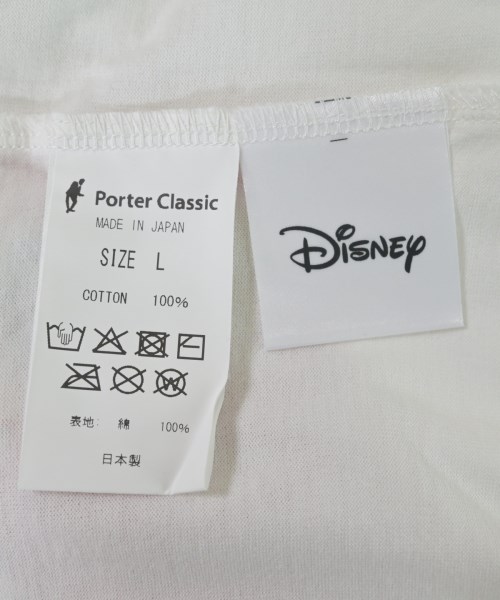 Porter Classic
MADE IN JAPAN
SIZE L
COTTON 100%
W
表地: 綿 100%
日本製
Disney